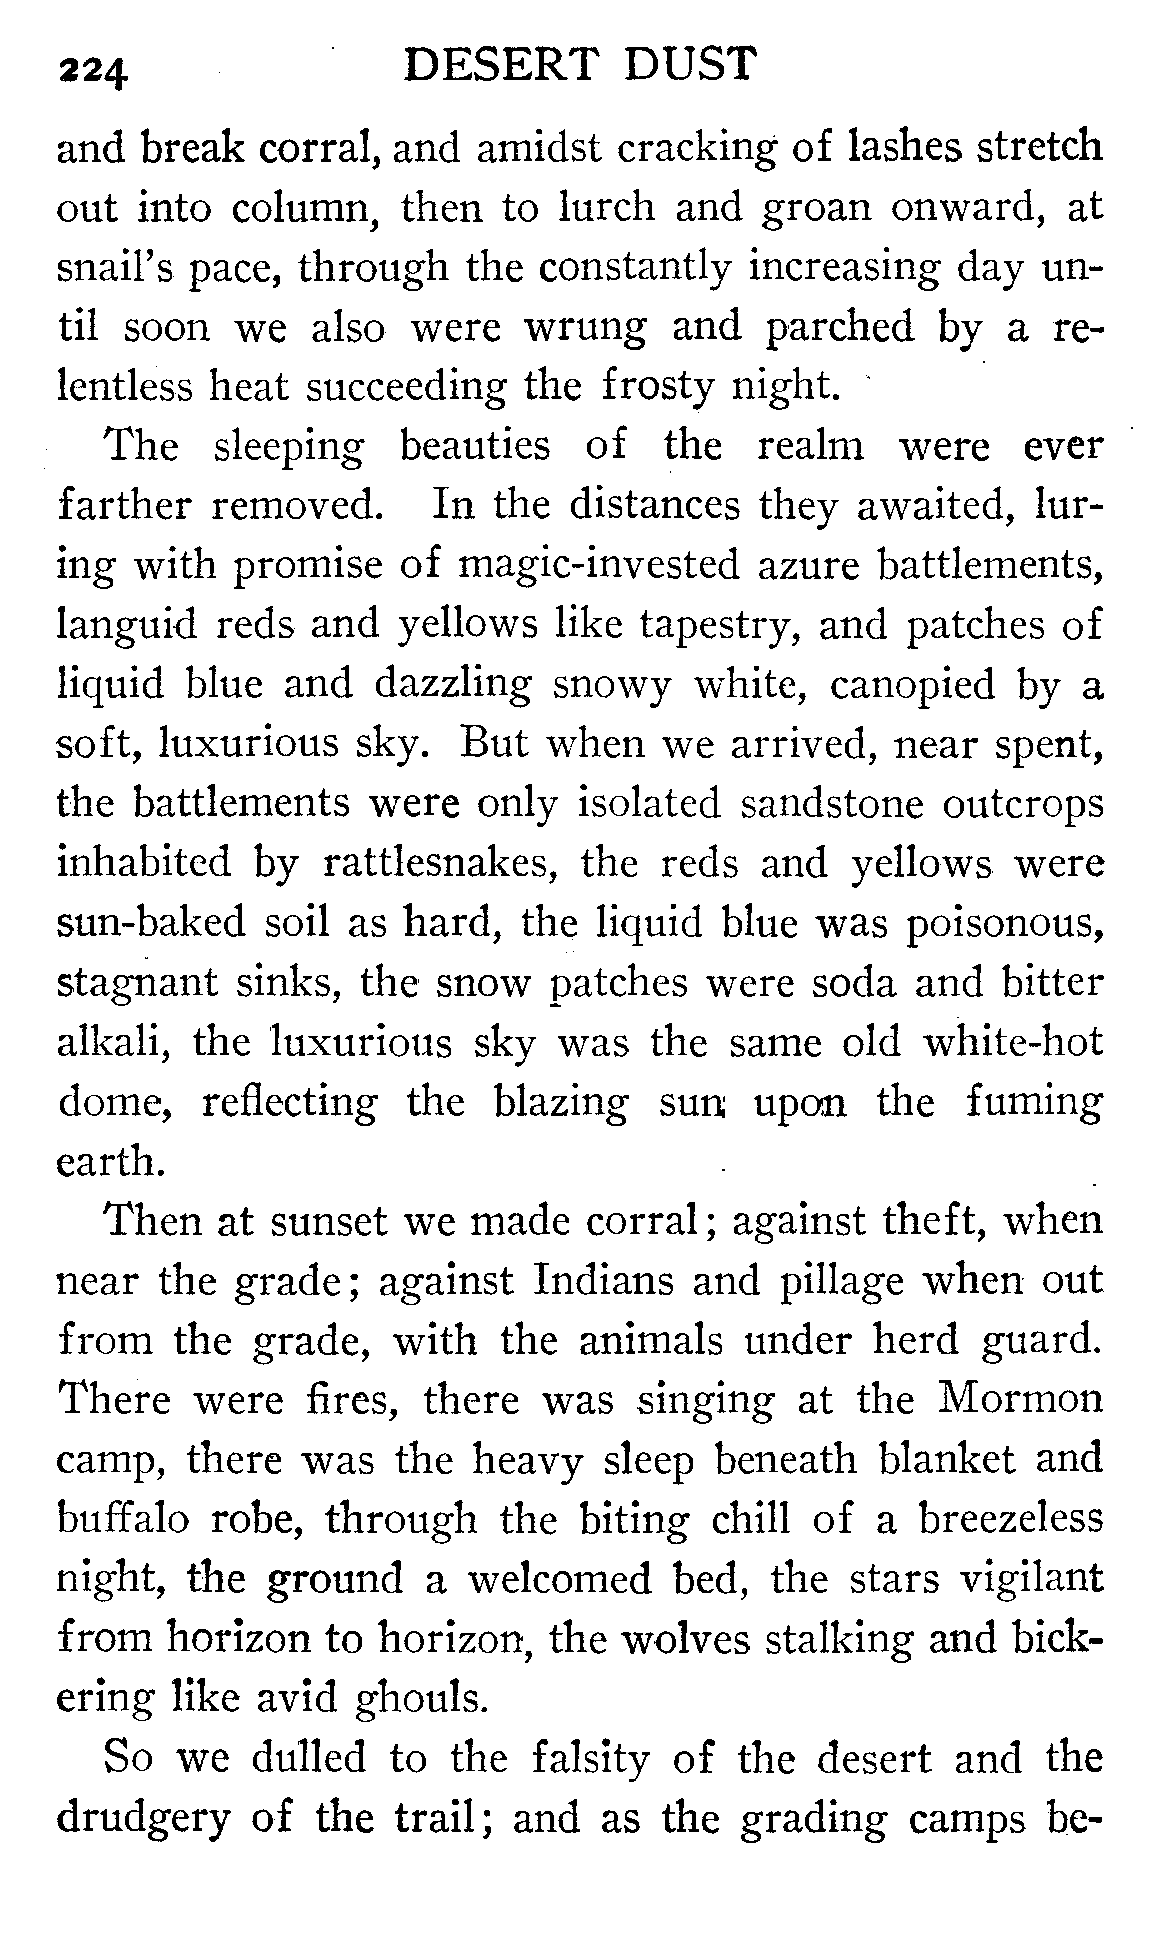 224 DESERT DUST
and break corral, and amidst cracking of lashes stretch
out into column, then to lurch and groan onward, at
snail's pace, through the constantly increasing day un-
til soon we also were wrung and parched by a re-
lentless heat succeeding the frosty night.
The sleeping beauties of the realm were ever
farther removed. In the distances they awaited, lur-
ing with promise of magic-invested azure battlements,
languid reds and yellows like tapestry, and patches of
liquid blue and dazzling snowy white, canopied by a
soft, luxurious sky. But when we arrived, near spent,
the battlements were only isolated sandstone outcrops
inhabited by rattlesnakes, the reds and yellows were
sun-baked soil as hard, the liquid blue was poisonous,
stagnant sinks, the snow patches were soda and bitter
alkali, the luxurious sky was the same old white-hot
dome, reflecting the blazing sun upon the fuming
earth.
Then at sunset we made corral; against theft, when
near the grade; against Indians and pillage when out
from the grade, with the animals under herd guard.
There were fires, there was singing at the Mormon
camp, there was the heavy sleep beneath blanket and
buffalo robe, through the biting chill of a breezeless
night, the ground a welcomed bed, the stars vigilant
from horizon to horizon, the wolves stalking and bick-
ering like avid ghouls.
So we dulled to the falsity of the desert and the
drudgery of the trail; and as the grading camps be-